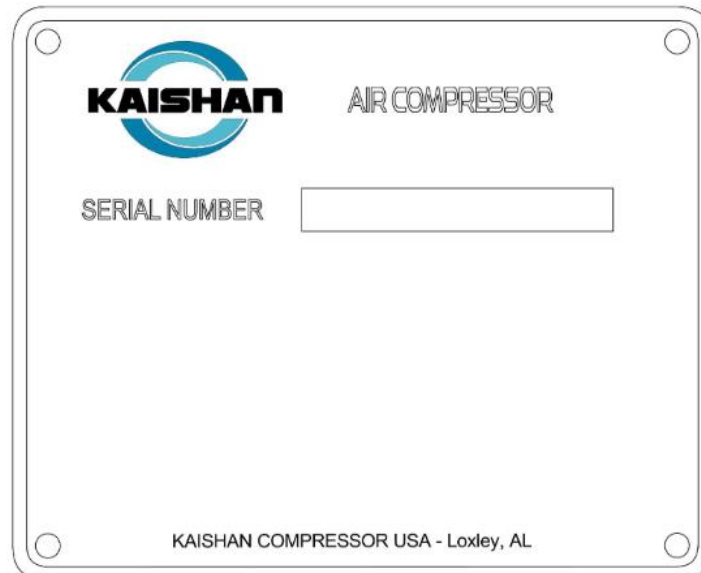 KAISHAN
AIR COMPRESSOR
SERIAL NUMBER
KAISHAN COMPRESSOR USA - Loxley, AL